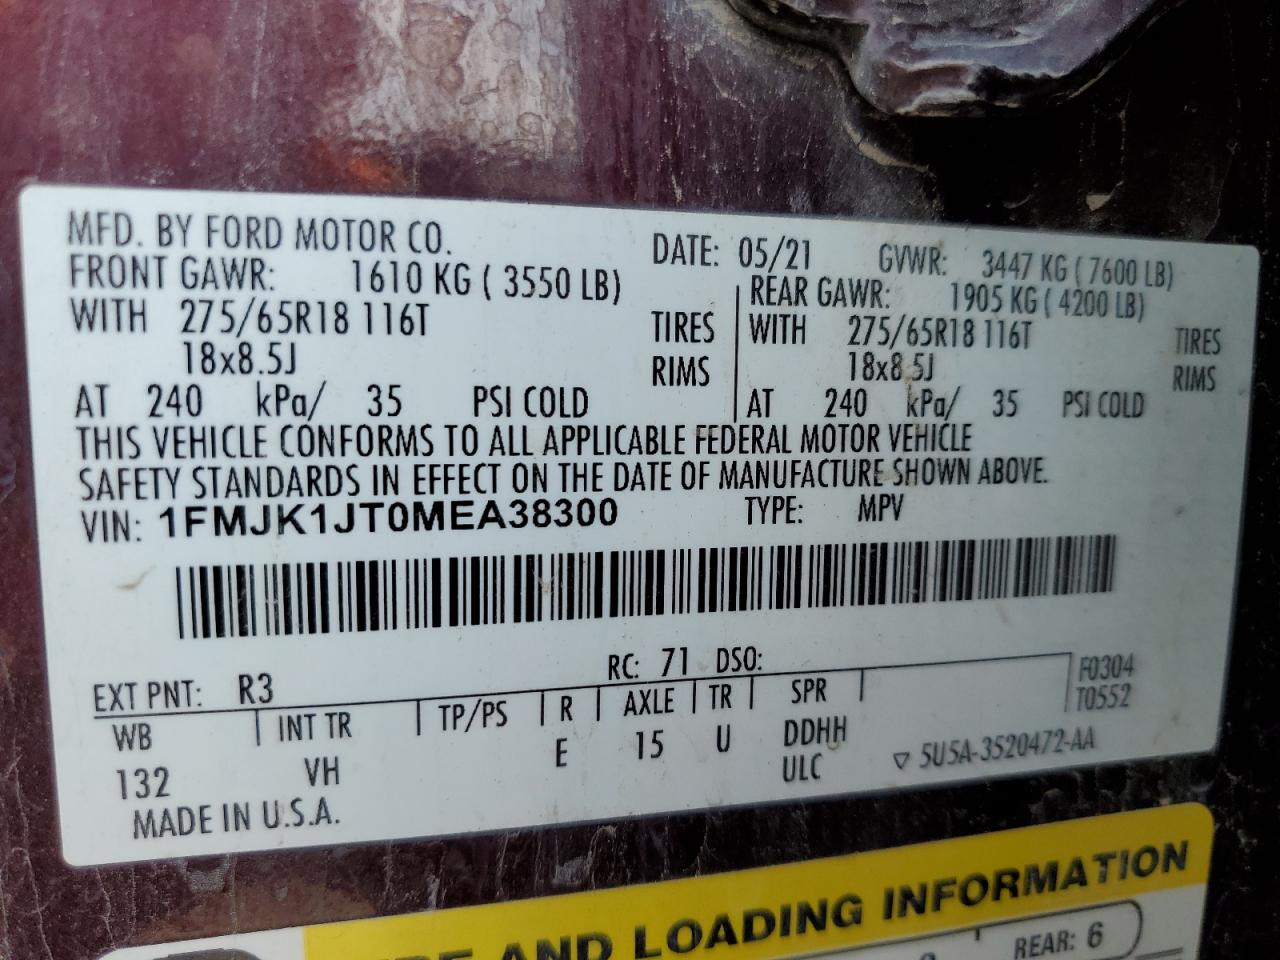 MFD. BY FORD MOTOR CO. DATE: 05/21 GVWR: 3447 KG ( 7600 LB)
FRONT GAWR: 1610 KG ( 3550 LB) REAR GAWR: 1905 KG ( 4200 LB)
WITH 275/65R18 116T TIRES WITH 275/65R18 116T TIRES
18x8.5J RIMS 18x8.5J RIMS
AT 240 kPa/ 35 PSI COLD AT 240 kPa/ 35 PSI COLD
THIS VEHICLE CONFORMS TO ALL APPLICABLE FEDERAL MOTOR VEHICLE
SAFETY STANDARDS IN EFFECT ON THE DATE OF MANUFACTURE SHOWN ABOVE.
VIN: 1FMJK1JT0MEA38300 TYPE: MPV
EXT PNT: R3 RC: 71 DSO: F0304
WB INT TR TP/PS R AXLE TR SPR T0552
132 VH E 15 U DDHH
ULC ▽ 5U5A-3520472-AA
MADE IN U.S.A.
AND LOADING INFORMATION
REAR: 6